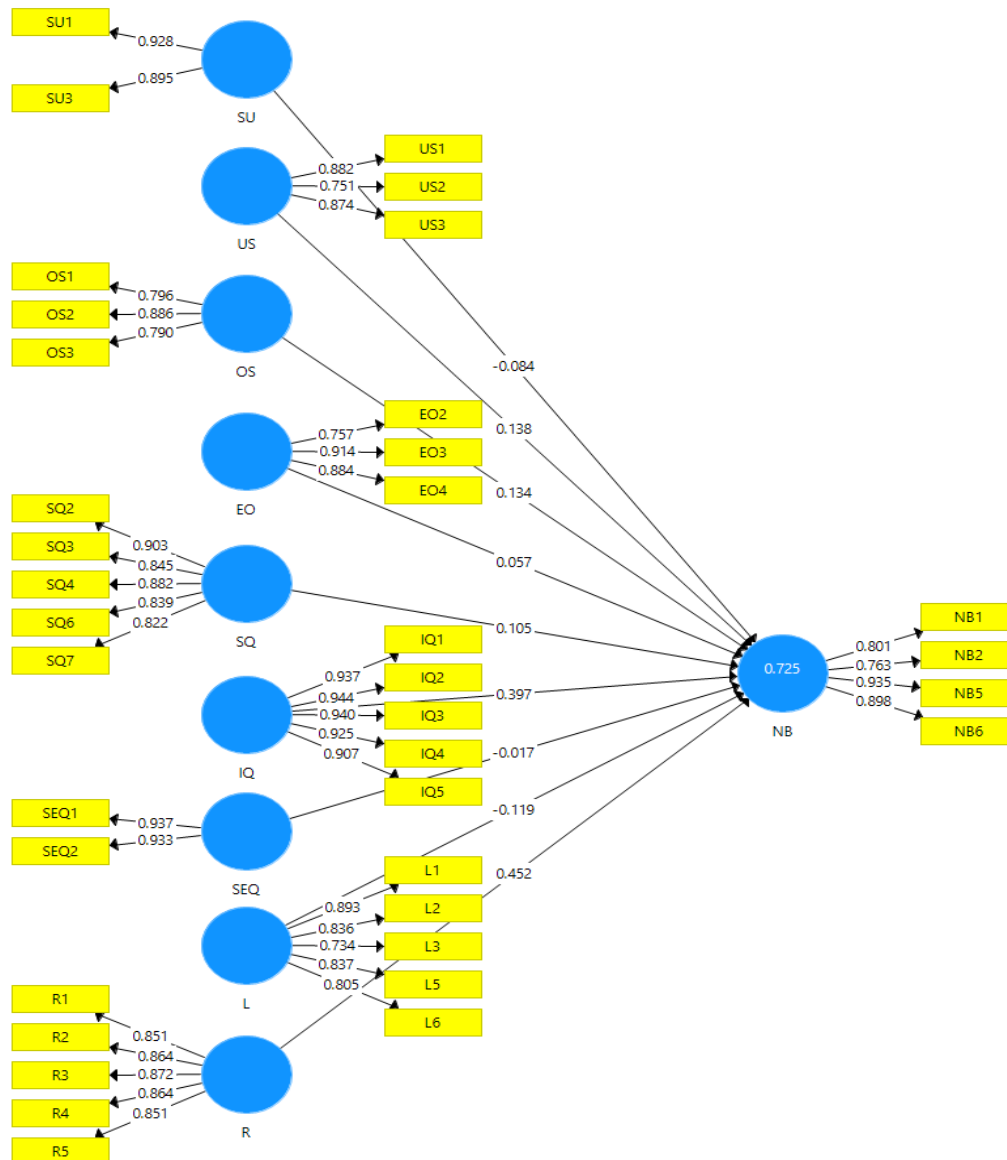 SU1
0.928
SU3
0.895
SU
US1
0.882
US2
0.751
US3
0.874
US
OS1
0.796
OS2
0.886
OS3
0.790
OS
-0.084
EO2
0.757
0.138
EO3
0.914
EO4
0.884
0.134
EO
SQ2
0.903
SQ3
0.845
SQ4
0.882
SQ6
0.839
SQ7
0.822
SQ
0.057
0.105
IQ1
0.937
IQ2
0.944
0.397
IQ3
0.940
IQ4
0.925
IQ5
0.907
IQ
0.725
NB
NB1
0.801
NB2
0.763
NB5
0.935
NB6
0.898
-0.017
-0.119
SEQ1
0.937
SEQ2
0.933
SEQ
0.452
L1
0.893
L2
0.836
L3
0.734
L5
0.837
L6
0.805
L
R1
0.851
R2
0.864
R3
0.872
R4
0.864
R5
0.851
R